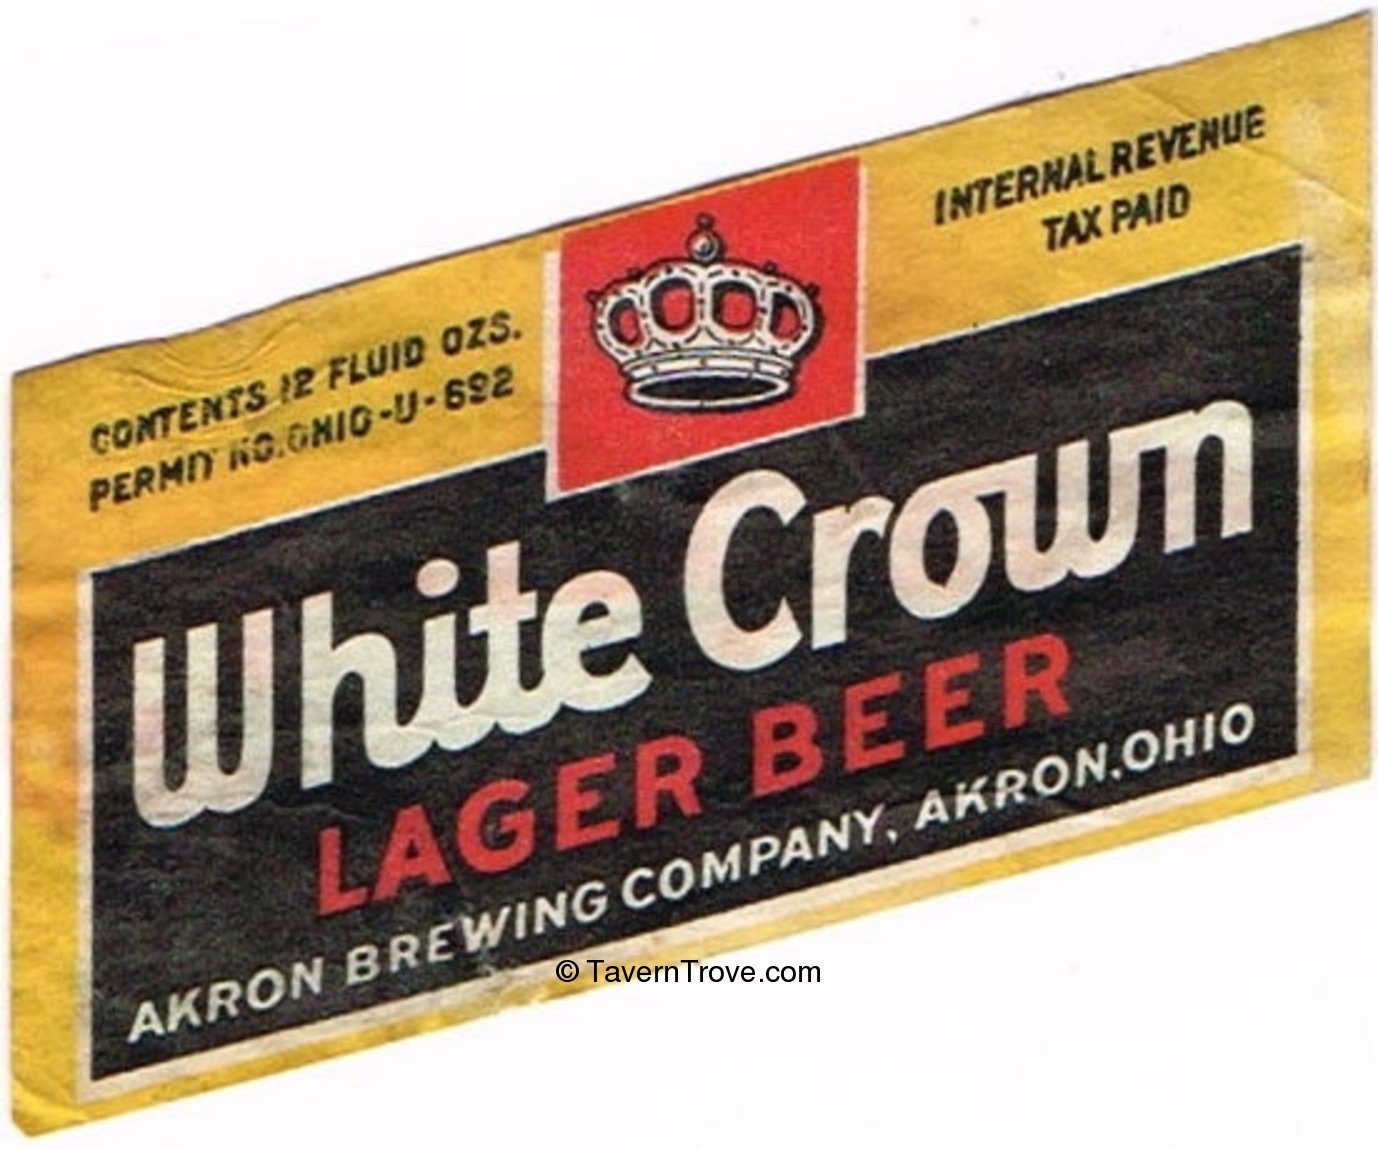 CONTENTS 12 FLUID OZS.
PERMIT NO. OHIO-U-692
INTERNAL REVENUE
TAX PAID
White Crown
LAGER BEER
AKRON BREWING COMPANY, AKRON, OHIO
© TavernTrove.com